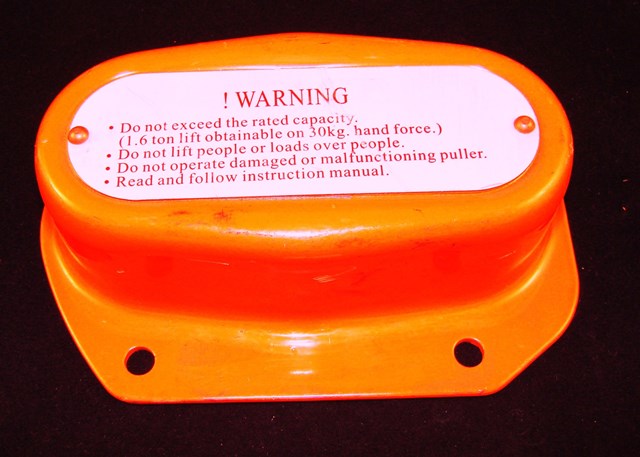 ! WARNING
• Do not exceed the rated capacity.
(1.6 ton lift obtainable on 30kg. hand force.)
• Do not lift people or loads over people.
• Do not operate damaged or malfunctioning puller.
• Read and follow instruction manual.